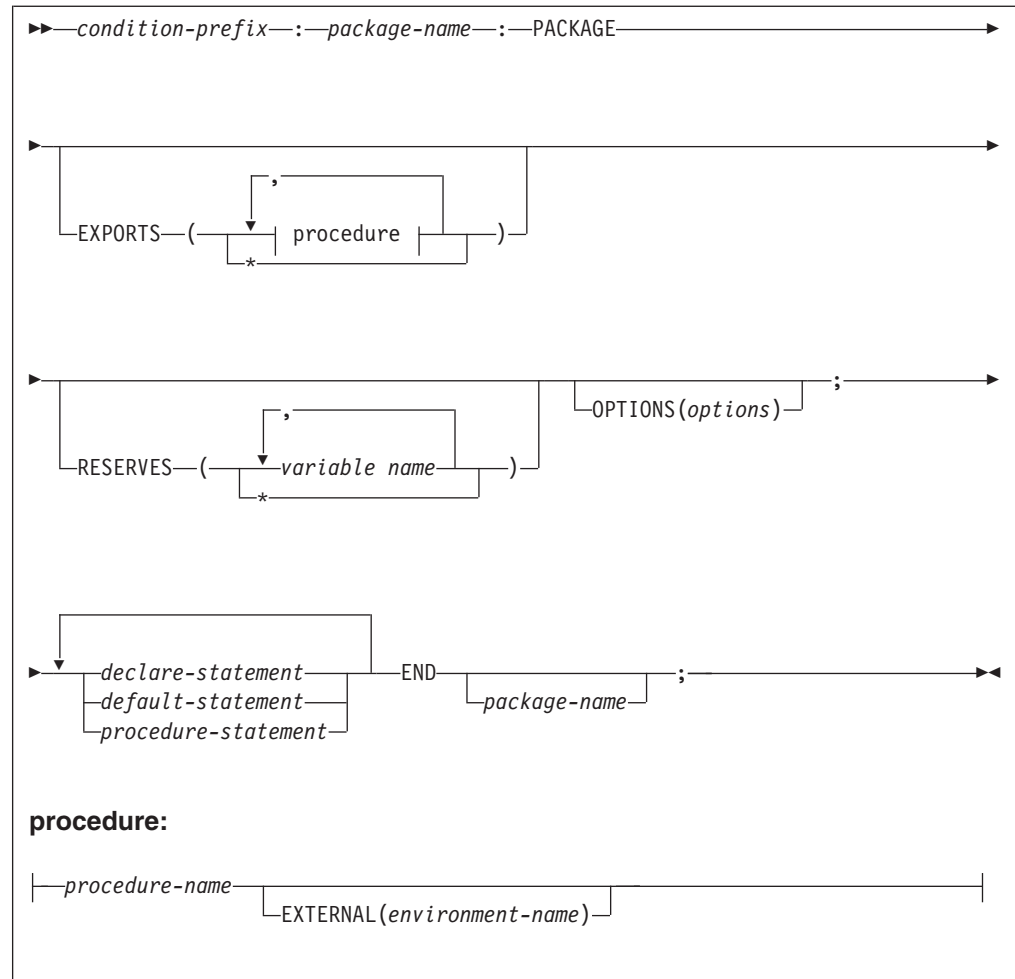 condition-prefix : package-name : PACKAGE
,
EXPORTS ( procedure )
*
,
RESERVES ( variable name ) OPTIONS(options) ;
*
declare-statement END package-name ;
default-statement
procedure-statement
procedure:
procedure-name EXTERNAL(environment-name)